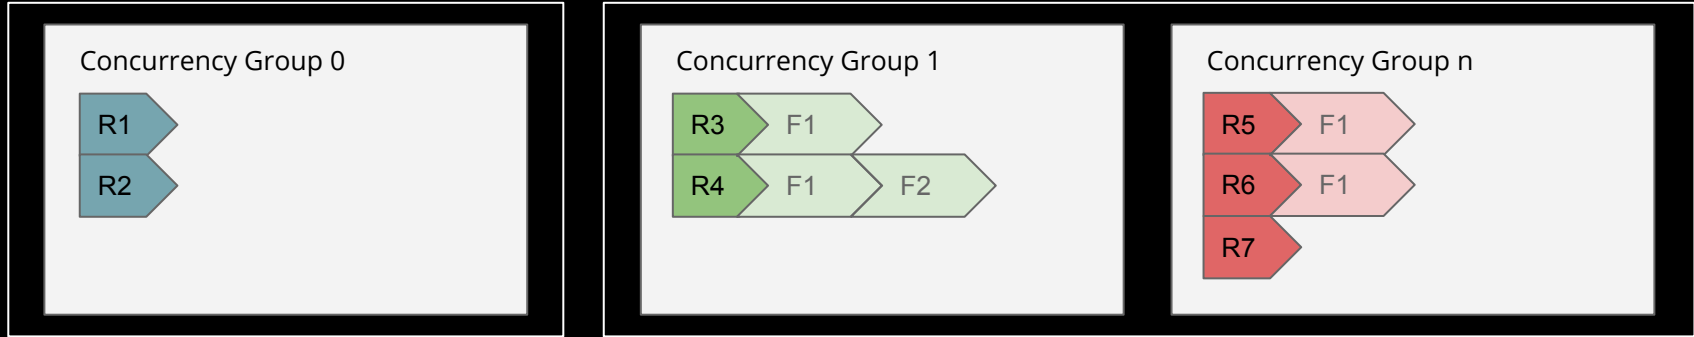 Concurrency Group 0
R1
R2
Concurrency Group 1
R3 F1
R4 F1 F2
Concurrency Group n
R5 F1
R6 F1
R7